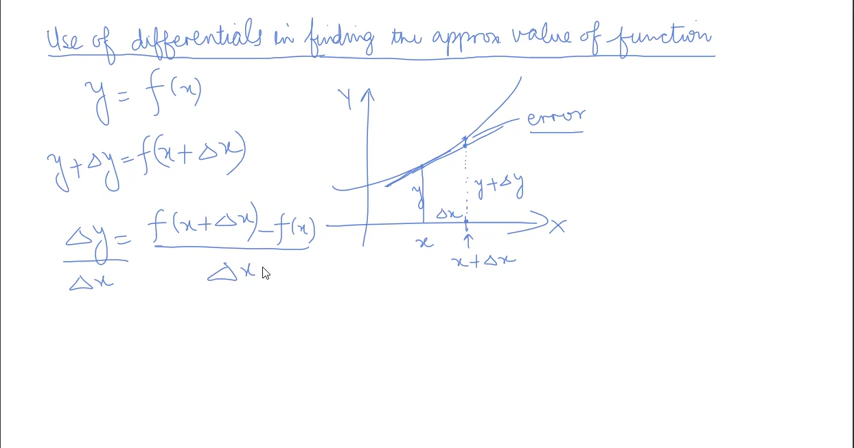 Use of differentials in finding the approx value of function
y = f(x)
y + Δy = f(x + Δx)
Δy = f(x + Δx) – f(x)
Δx Δx
Y
error
y
y + Δy
Δx
X
x
x + Δx